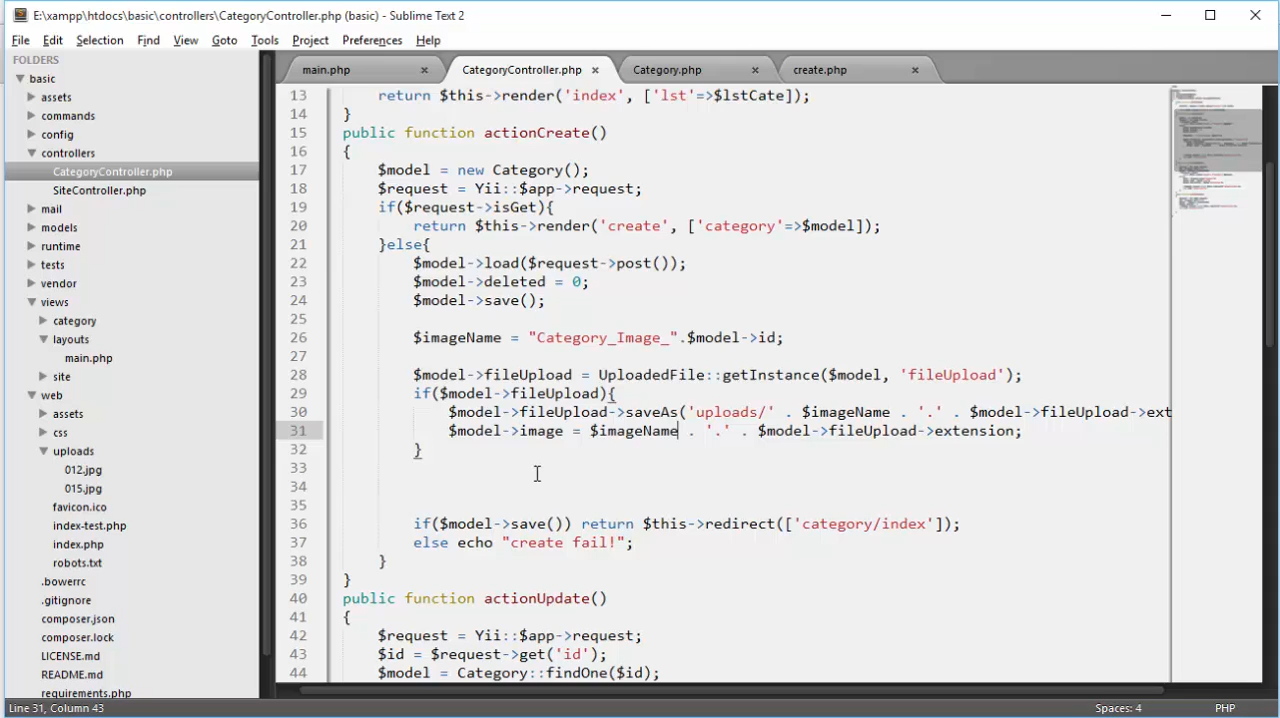 E:\xampp\htdocs\basic\controllers\CategoryController.php (basic) - Sublime Text 2
File Edit Selection Find View Goto Tools Project Preferences Help
FOLDERS
basic
assets
commands
config
controllers
CategoryController.php
SiteController.php
mail
models
runtime
tests
vendor
views
category
layouts
main.php
site
web
assets
css
uploads
012.jpg
015.jpg
favicon.ico
index-test.php
index.php
robots.txt
.bowerrc
.gitignore
composer.json
composer.lock
LICENSE.md
README.md
requirements.php
main.php CategoryController.php Category.php create.php
13 return $this->render('index', ['lst'=>$lstCate]);
14 }
15 public function actionCreate()
16 {
17 $model = new Category();
18 $request = Yii::$app->request;
19 if($request->isGet){
20 return $this->render('create', ['category'=>$model]);
21 }else{
22 $model->load($request->post());
23 $model->deleted = 0;
24 $model->save();
25
26 $imageName = "Category_Image_".$model->id;
27
28 $model->fileUpload = UploadedFile::getInstance($model, 'fileUpload');
29 if($model->fileUpload){
30 $model->fileUpload->saveAs('uploads/' . $imageName . '.' . $model->fileUpload->ext
31 $model->image = $imageName . '.' . $model->fileUpload->extension;
32 }
33
34
35
36 if($model->save()) return $this->redirect(['category/index']);
37 else echo "create fail!";
38 }
39 }
40 public function actionUpdate()
41 {
42 $request = Yii::$app->request;
43 $id = $request->get('id');
44 $model = Category::findOne($id);
Line 31, Column 43 Spaces: 4 PHP